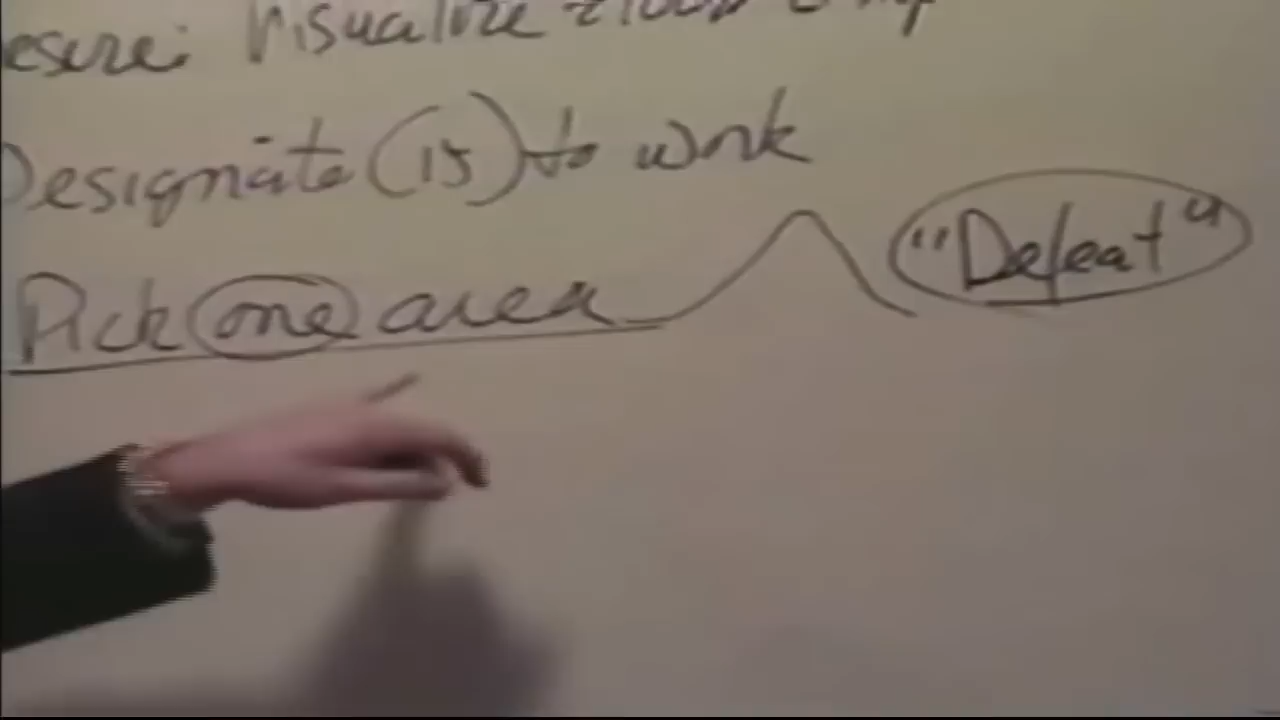 Visualize
Designate (15) to work
Pick one area "Defeat"